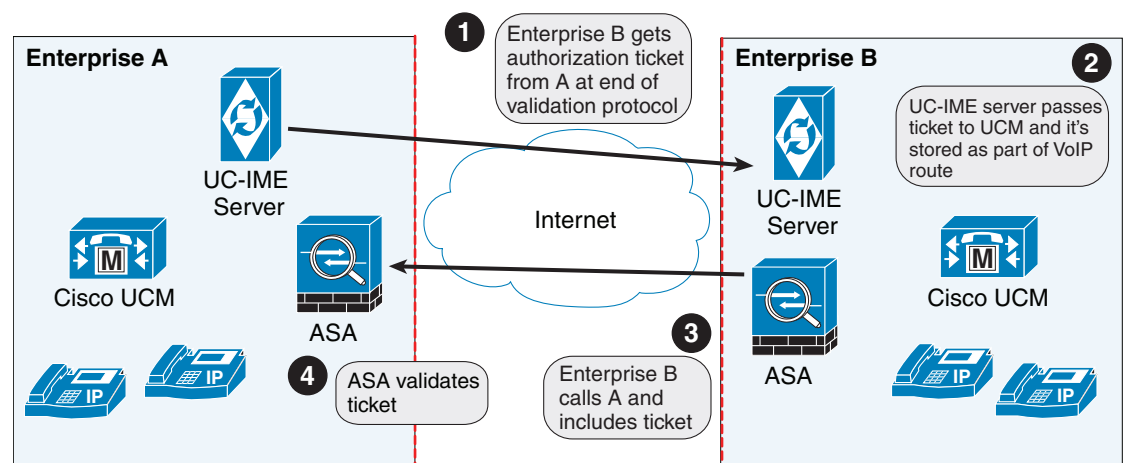 1
Enterprise B gets
authorization ticket
from A at end of
validation protocol
Enterprise A
Enterprise B
2
UC-IME server passes
ticket to UCM and it's
stored as part of VoIP
route
UC-IME
Server
UC-IME
Server
Internet
M
Cisco UCM
M
Cisco UCM
ASA
ASA
IP
IP
IP
IP
3
Enterprise B
calls A and
includes ticket
4
ASA validates
ticket